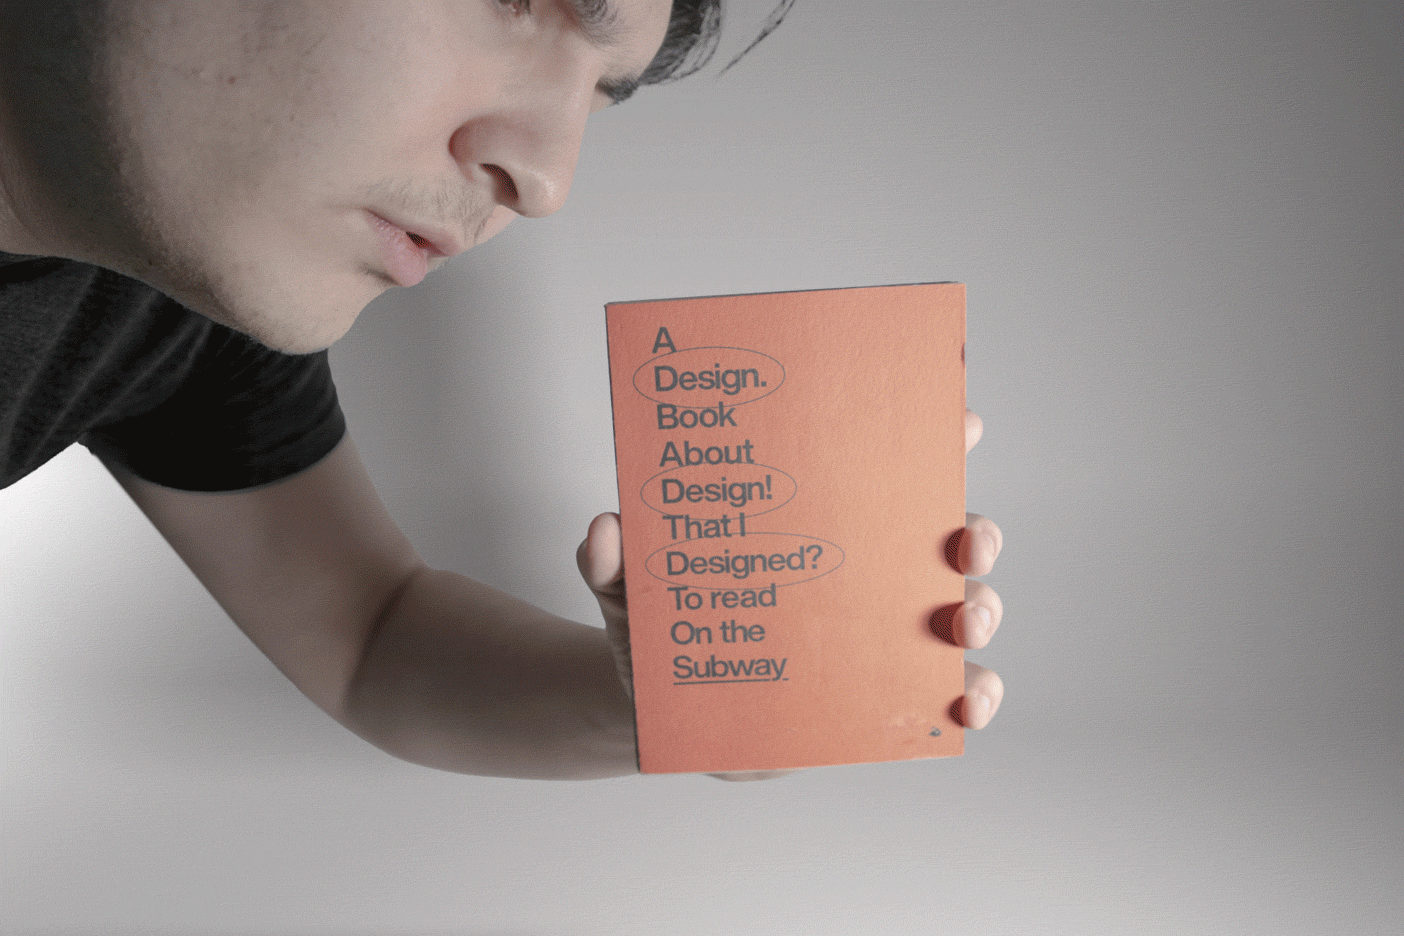 A
Design.
Book
About
Design!
That I
Designed?
To read
On the
Subway